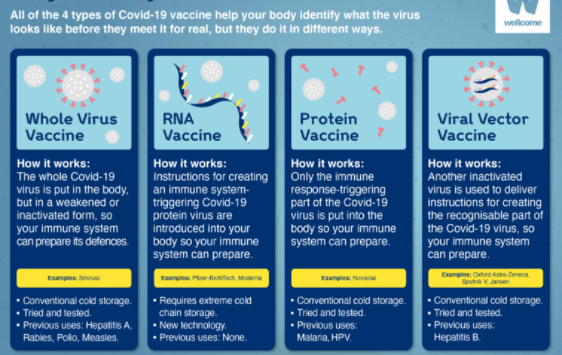 All of the 4 types of Covid-19 vaccine help your body identify what the virus
looks like before they meet it for real, but they do it in different ways.
wellcome
Whole Virus
Vaccine
How it works:
The whole Covid-19
virus is put in the body,
but in a weakened or
inactivated form, so
your immune system
can prepare its defences.
Examples: Sinovac
• Conventional cold storage.
• Tried and tested.
• Previous uses: Hepatitis A,
Rabies, Polio, Measles.
RNA
Vaccine
How it works:
Instructions for creating
an immune system-
triggering Covid-19
protein virus are
introduced into your
body so your immune
system can prepare.
Examples: Pfizer-BioNTech, Moderna
• Requires extreme cold
chain storage.
• New technology.
• Previous uses: None.
Protein
Vaccine
How it works:
Only the immune
response-triggering
part of the Covid-19
virus is put into the
body so your immune
system can prepare.
Examples: Novavax
• Conventional cold storage.
• Tried and tested.
• Previous uses:
Malaria, HPV.
Viral Vector
Vaccine
How it works:
Another inactivated
virus is used to deliver
instructions for creating
the recognisable part of
the Covid-19 virus, so
your immune system
can prepare.
Examples: Oxford Astra-Zeneca,
Sputnik V, Jansen
• Conventional cold storage.
• Tried and tested.
• Previous uses:
Hepatitis B.